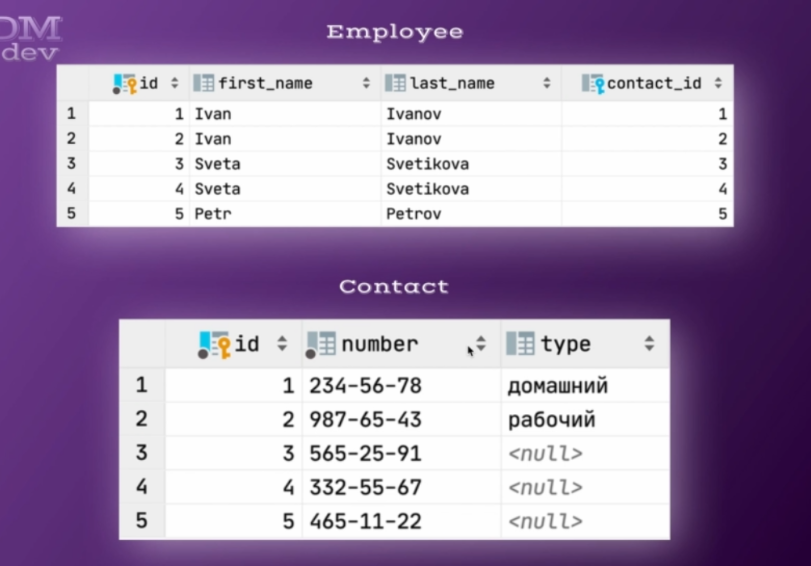 DM
dev
Employee
id first_name last_name contact_id
1 1 Ivan Ivanov 1
2 2 Ivan Ivanov 2
3 3 Sveta Svetikova 3
4 4 Sveta Svetikova 4
5 5 Petr Petrov 5
Contact
id number type
1 1 234-56-78 домашний
2 2 987-65-43 рабочий
3 3 565-25-91 <null>
4 4 332-55-67 <null>
5 5 465-11-22 <null>